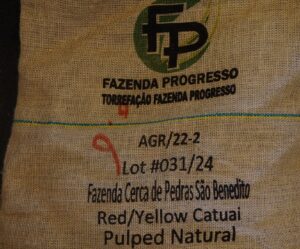 FP
FAZENDA PROGRESSO
TORREFAÇÃO FAZENDA PROGRESSO
AGR/22-2
Lot #031/24
Fazenda Cerca de Pedras São Benedito
Red/Yellow Catuai
Pulped Natural